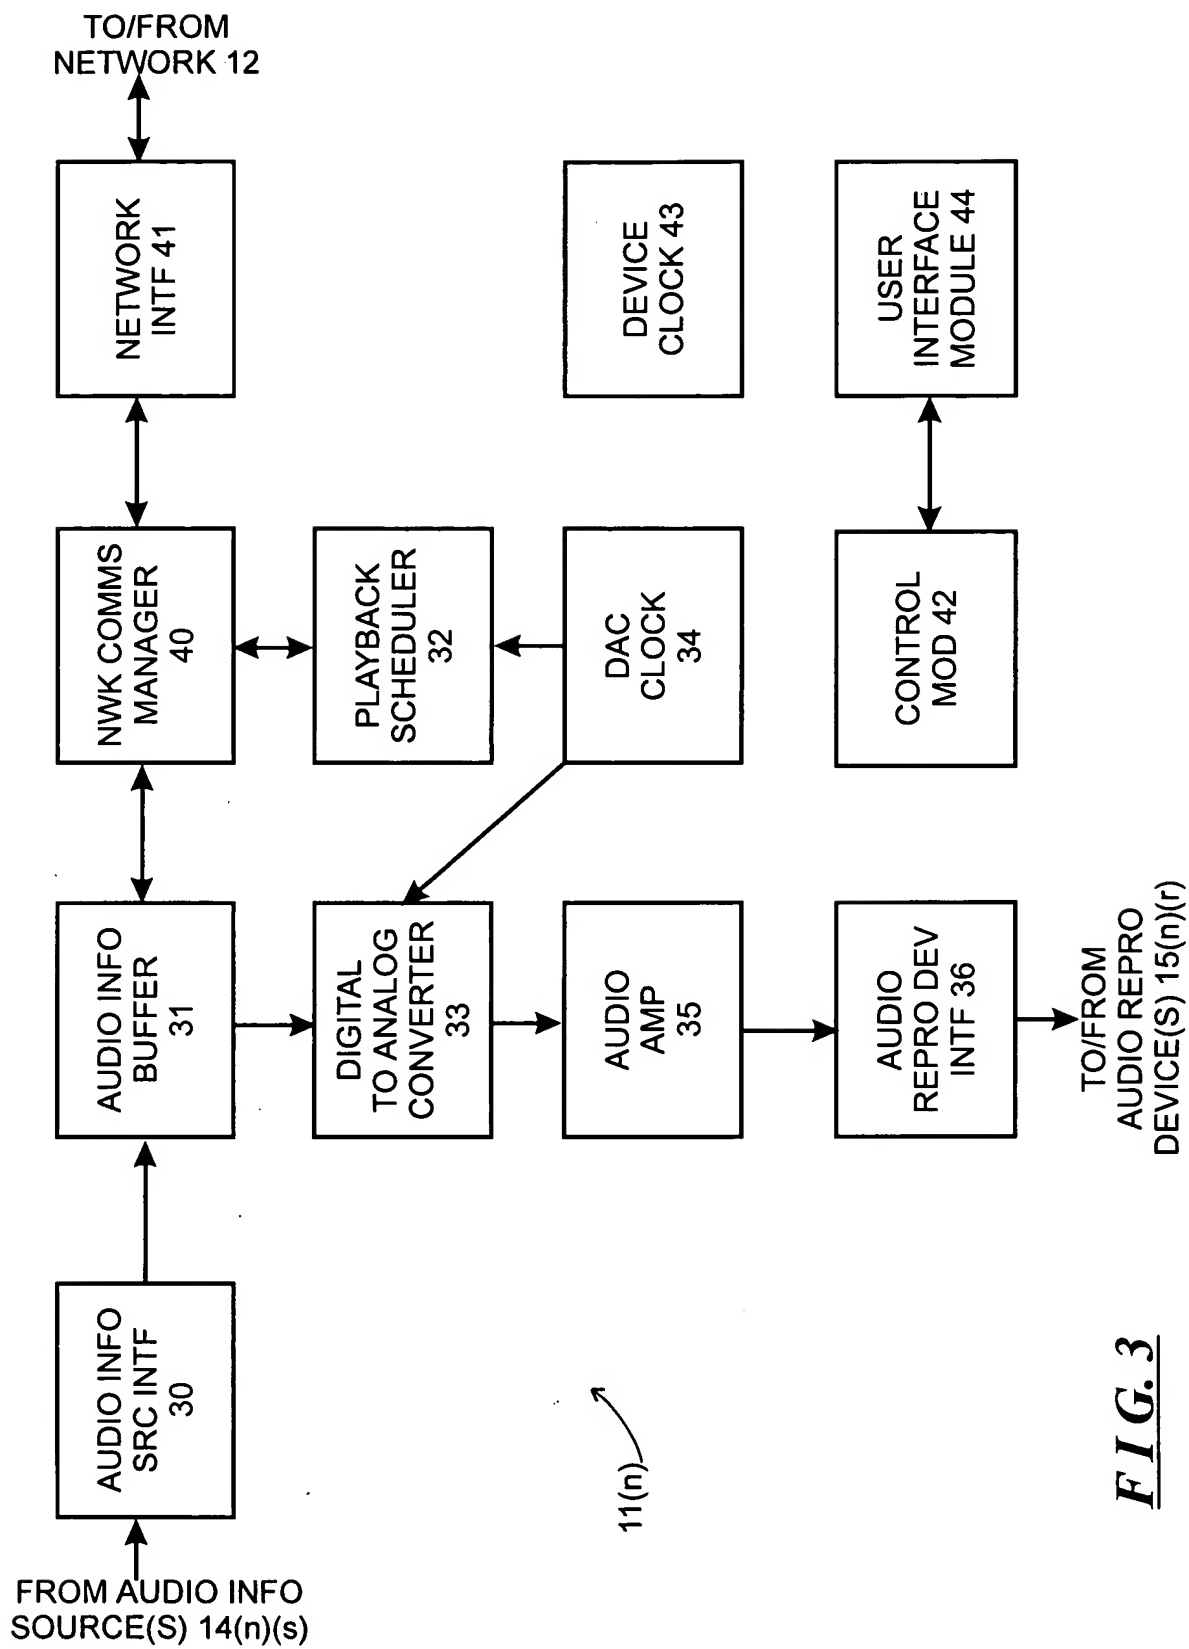 FROM AUDIO INFO
SOURCE(S) 14(n)(s)
AUDIO INFO
SRC INTF
30
AUDIO INFO
BUFFER
31
NWK COMMS
MANAGER
40
NETWORK
INTF 41
TO/FROM
NETWORK 12
DIGITAL
TO ANALOG
CONVERTER
33
PLAYBACK
SCHEDULER
32
AUDIO
AMP
35
DAC
CLOCK
34
DEVICE
CLOCK 43
11(n)
AUDIO
REPRO DEV
INTF 36
CONTROL
MOD 42
USER
INTERFACE
MODULE 44
TO/FROM
AUDIO REPRO
DEVICE(S) 15(n)(r)
FIG. 3